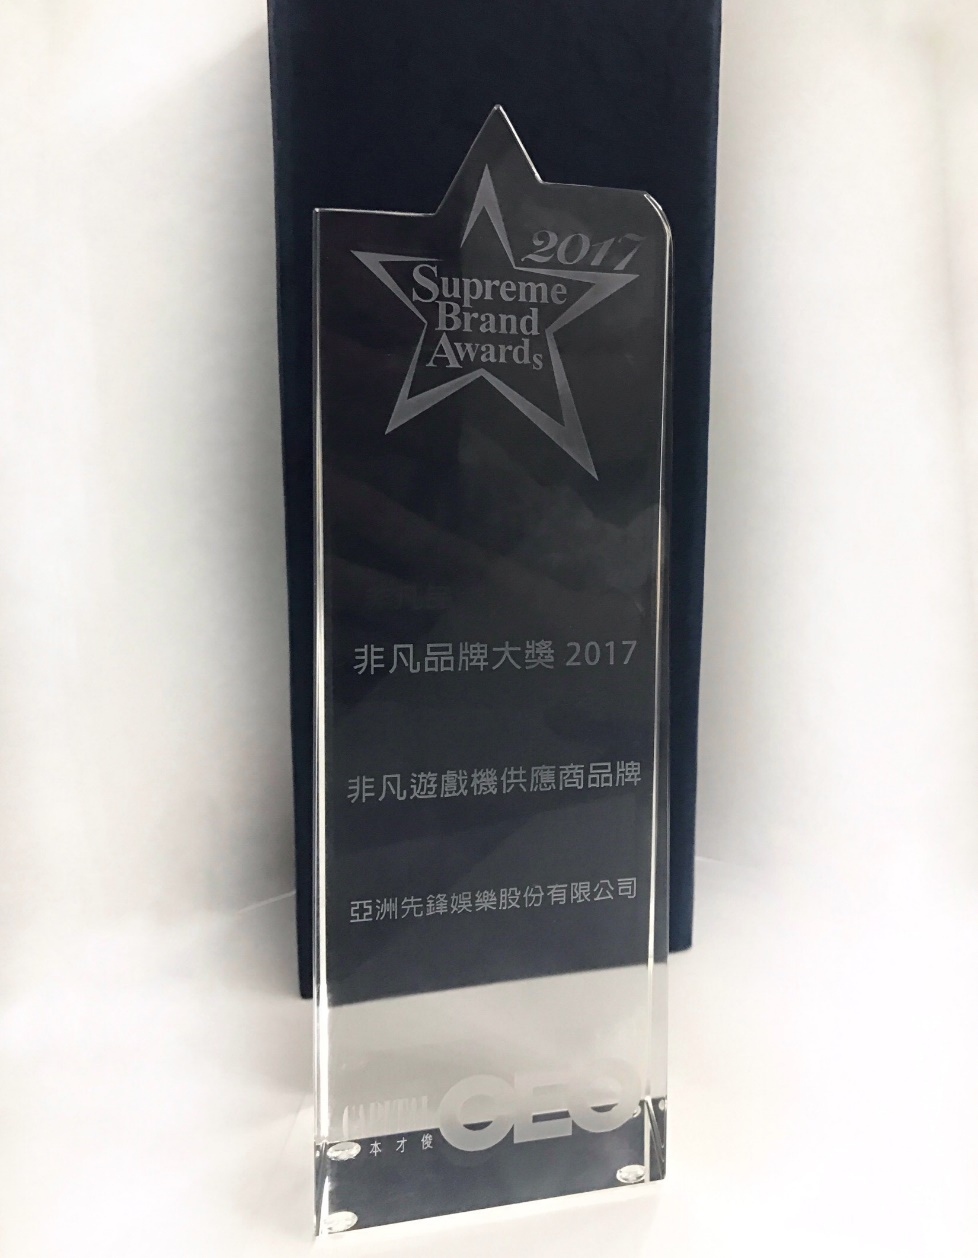 2017
Supreme
Brand
Awards
非凡品牌大獎 2017
非凡遊戲機供應商品牌
亞洲先鋒娛樂股份有限公司
CAPITAL CEO
本才俊